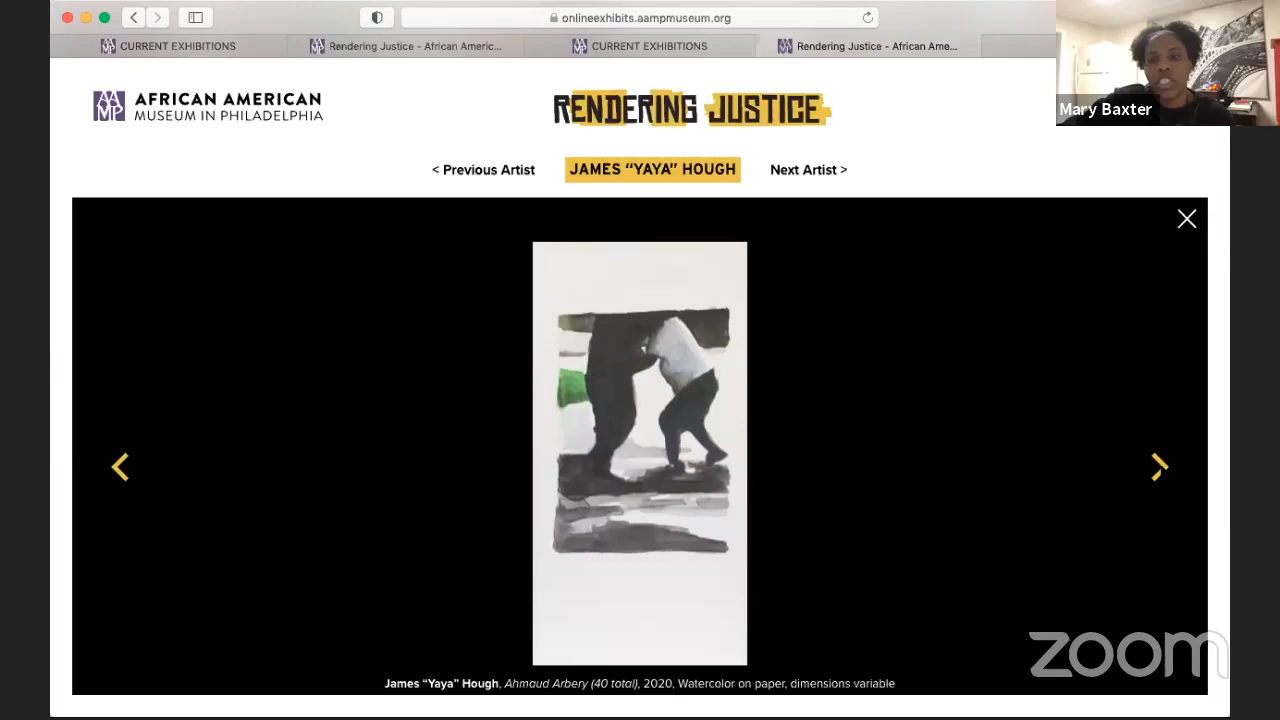 onlineexhibits.aampmuseum.org
CURRENT EXHIBITIONS
Rendering Justice - African Americ...
CURRENT EXHIBITIONS
Rendering Justice - African Ame...
AAMP
AFRICAN AMERICAN
MUSEUM IN PHILADELPHIA
RENDERING JUSTICE
Mary Baxter
< Previous Artist
JAMES “YAYA” HOUGH
Next Artist >
zoom
James “Yaya” Hough, Ahmaud Arbery (40 total), 2020, Watercolor on paper, dimensions variable